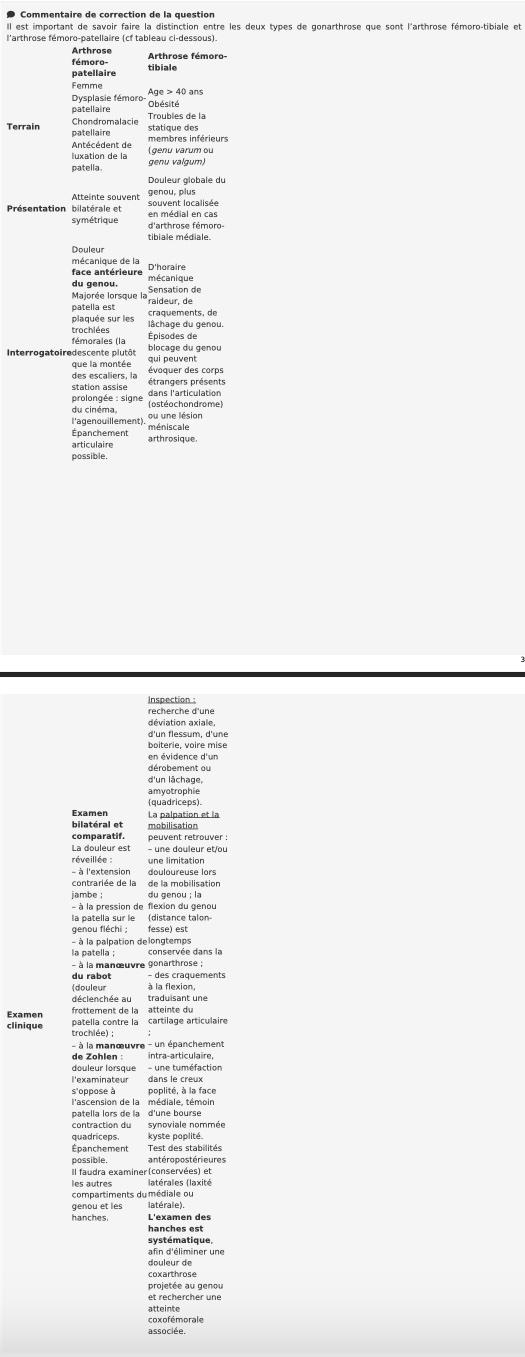 Commentaire de correction de la question
Il est important de savoir faire la distinction entre les deux types de gonarthrose que sont l’arthrose fémoro-tibiale et
l’arthrose fémoro-patellaire (cf tableau ci-dessous).
Arthrose
fémoro-
patellaire
Arthrose fémoro-
tibiale
Terrain
Femme
Dysplasie fémoro-
patellaire
Chondromalacie
patellaire
Antécédent de
luxation de la
patella.
Age > 40 ans
Obésité
Troubles de la
statique des
membres inférieurs
(genu varum ou
genu valgum)
Présentation
Atteinte souvent
bilatérale et
symétrique
Douleur globale du
genou, plus
souvent localisée
en médial en cas
d'arthrose fémoro-
tibiale médiale.
Interrogatoire
Douleur
mécanique de la
face antérieure
du genou.
Majorée lorsque la
patella est
plaquée sur les
trochlées
fémorales (la
descente plutôt
que la montée
des escaliers, la
station assise
prolongée : signe
du cinéma,
l'agenouillement).
Épanchement
articulaire
possible.
D'horaire
mécanique
Sensation de
raideur, de
craquements, de
lâchage du genou.
Épisodes de
blocage du genou
qui peuvent
évoquer des corps
étrangers présents
dans l'articulation
(ostéochondrome)
ou une lésion
méniscale
arthrosique.
3
Examen
clinique
Examen
bilatéral et
comparatif.
La douleur est
réveillée :
– à l'extension
contrariée de la
jambe ;
– à la pression de
la patella sur le
genou fléchi ;
– à la palpation de
la patella ;
– à la manœuvre
du rabot
(douleur
déclenchée au
frottement de la
patella contre la
trochlée) ;
– à la manœuvre
de Zohlen :
douleur lorsque
l'examinateur
s'oppose à
l'ascension de la
patella lors de la
contraction du
quadriceps.
Épanchement
possible.
Il faudra examiner
les autres
compartiments du
genou et les
hanches.
Inspection :
recherche d'une
déviation axiale,
d'un flessum, d'une
boiterie, voire mise
en évidence d'un
dérobement ou
d'un lâchage,
amyotrophie
(quadriceps).
La palpation et la
mobilisation
peuvent retrouver :
– une douleur et/ou
une limitation
douloureuse lors
de la mobilisation
du genou ; la
flexion du genou
(distance talon-
fesse) est
longtemps
conservée dans la
gonarthrose ;
– des craquements
à la flexion,
traduisant une
atteinte du
cartilage articulaire
;
– un épanchement
intra-articulaire,
– une tuméfaction
dans le creux
poplité, à la face
médiale, témoin
d'une bourse
synoviale nommée
kyste poplité.
Test des stabilités
antéropostérieures
(conservées) et
latérales (laxité
médiale ou
latérale).
L'examen des
hanches est
systématique,
afin d'éliminer une
douleur de
coxarthrose
projetée au genou
et rechercher une
atteinte
coxofémorale
associée.